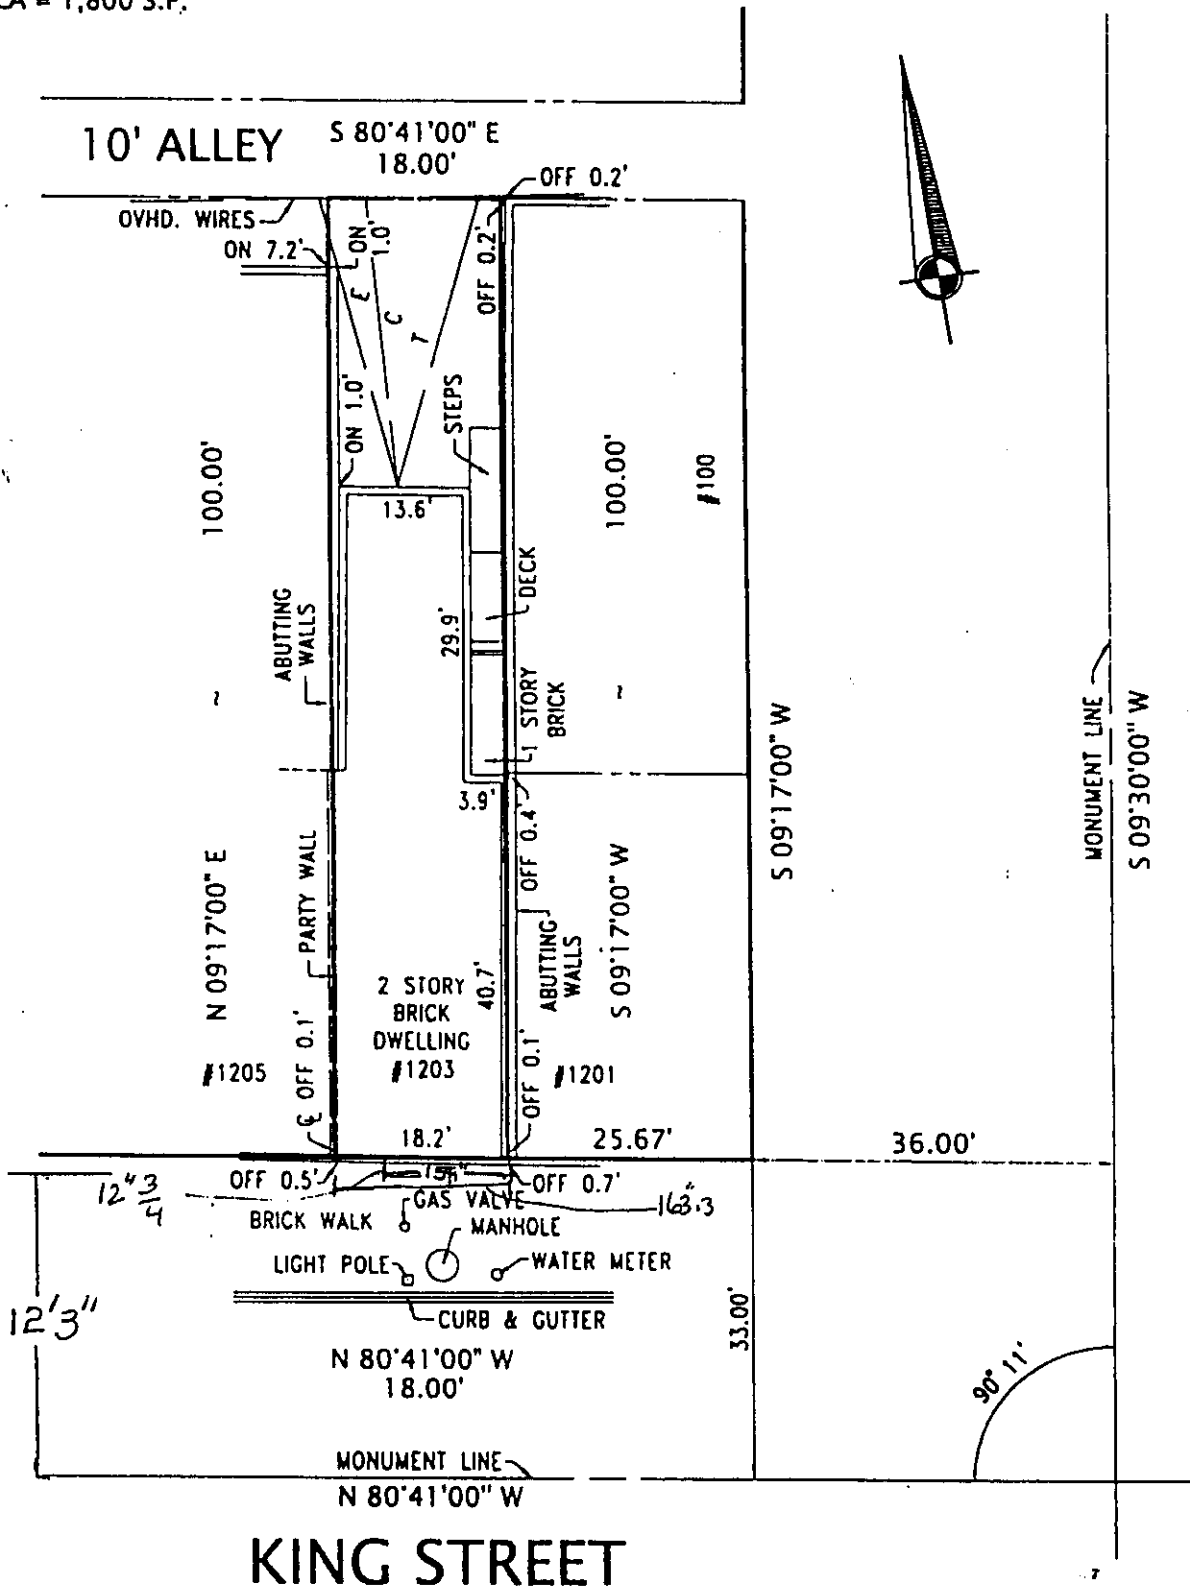 = 1,800 S.F.
10' ALLEY
S 80°41'00" E
18.00'
OFF 0.2'
OVHD. WIRES
ON 7.2'
ON 1.0'
OFF 0.2'
E
C
T
ON 1.0'
STEPS
100.00'
13.6'
100.00'
#100
ABUTTING
WALLS
29.9'
DECK
1 STORY
BRICK
3.9'
S 09°17'00" W
MONUMENT LINE
S 09°30'00" W
N 09°17'00" E
PARTY WALL
OFF 0.4'
ABUTTING
WALLS
S 09°17'00" W
40.7'
2 STORY
BRICK
DWELLING
#1203
#1205
℄ OFF 0.1'
OFF 0.1'
#1201
18.2'
25.67'
36.00'
OFF 0.5'
OFF 0.7'
12" 3/4
163".3
GAS VALVE
BRICK WALK
MANHOLE
LIGHT POLE
WATER METER
12'3"
CURB & GUTTER
33.00'
N 80°41'00" W
18.00'
90° 11'
MONUMENT LINE
N 80°41'00" W
KING STREET